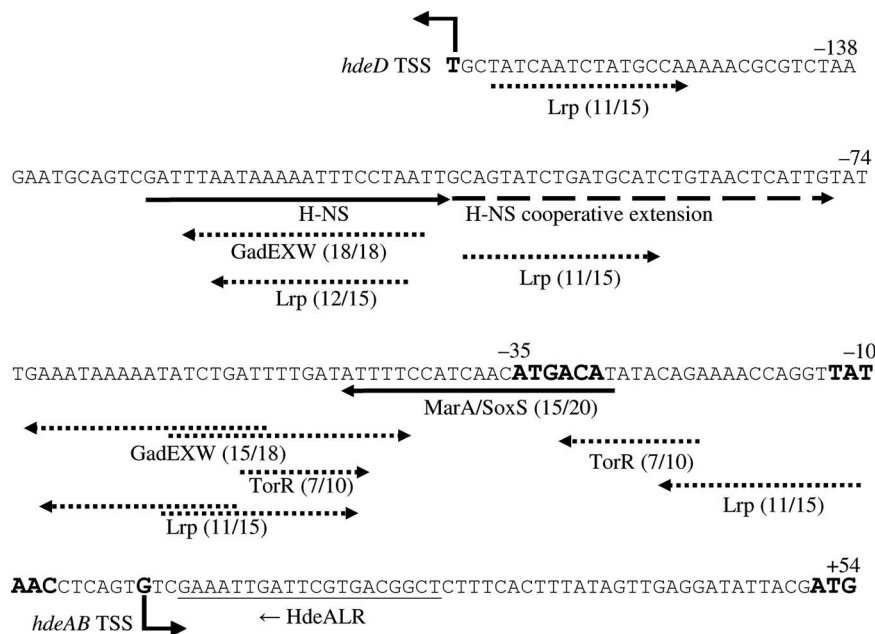 −138
hdeD TSS TGCTATCAATCTATGCCAAAAACGCGTCTAA
Lrp (11/15)
−74
GAATGCAGTCGATTTAATAAAAATTTCCTAATTGCAGTATCTGATGCATCTGTAACTCATTGTAT
H-NS H-NS cooperative extension
GadEXW (18/18)
Lrp (11/15)
Lrp (12/15)
−35 −10
TGAAATAAAAATATCTGATTTTGATATTTTCCATCAACATGACATATACAGAAAACCAGGTTAT
MarA/SoxS (15/20)
GadEXW (15/18)
TorR (7/10)
TorR (7/10)
Lrp (11/15)
Lrp (11/15)
+54
AACCTCAGTGTCGAAATTGATTCGTGACGGCTCTTTCACTTTATAGTTGAGGATATTACGATG
hdeAB TSS ← HdeALR